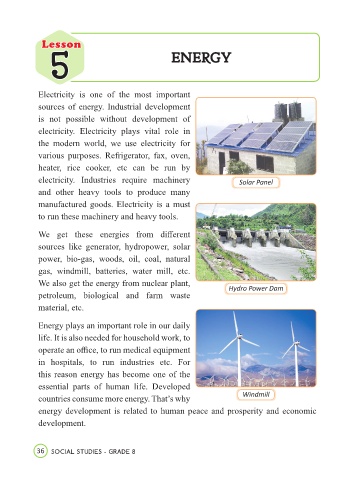 Lesson
5
ENERGY
Electricity is one of the most important
sources of energy. Industrial development
is not possible without development of
electricity. Electricity plays vital role in
the modern world, we use electricity for
various purposes. Refrigerator, fax, oven,
heater, rice cooker, etc can be run by
electricity. Industries require machinery
and other heavy tools to produce many
manufactured goods. Electricity is a must
to run these machinery and heavy tools.
Solar Panel
We get these energies from different
sources like generator, hydropower, solar
power, bio-gas, woods, oil, coal, natural
gas, windmill, batteries, water mill, etc.
We also get the energy from nuclear plant,
petroleum, biological and farm waste
material, etc.
Hydro Power Dam
Energy plays an important role in our daily
life. It is also needed for household work, to
operate an office, to run medical equipment
in hospitals, to run industries etc. For
this reason energy has become one of the
essential parts of human life. Developed
countries consume more energy. That's why
energy development is related to human peace and prosperity and economic
development.
Windmill
36 SOCIAL STUDIES - GRADE 8